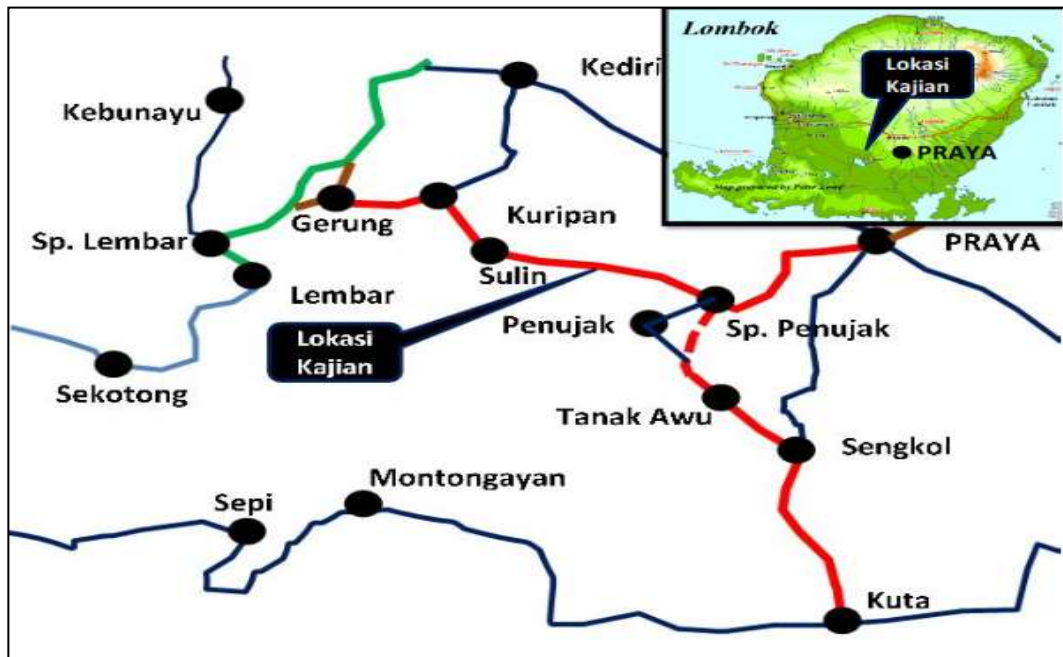 Lombok
Lokasi
Kajian
PRAYA
Kediri
Kebunayu
Gerung
Kuripan
Sp. Lembar
PRAYA
Sulin
Lembar
Penujak
Sp. Penujak
Lokasi
Kajian
Sekotong
Tanak Awu
Sengkol
Montongayan
Sepi
Kuta